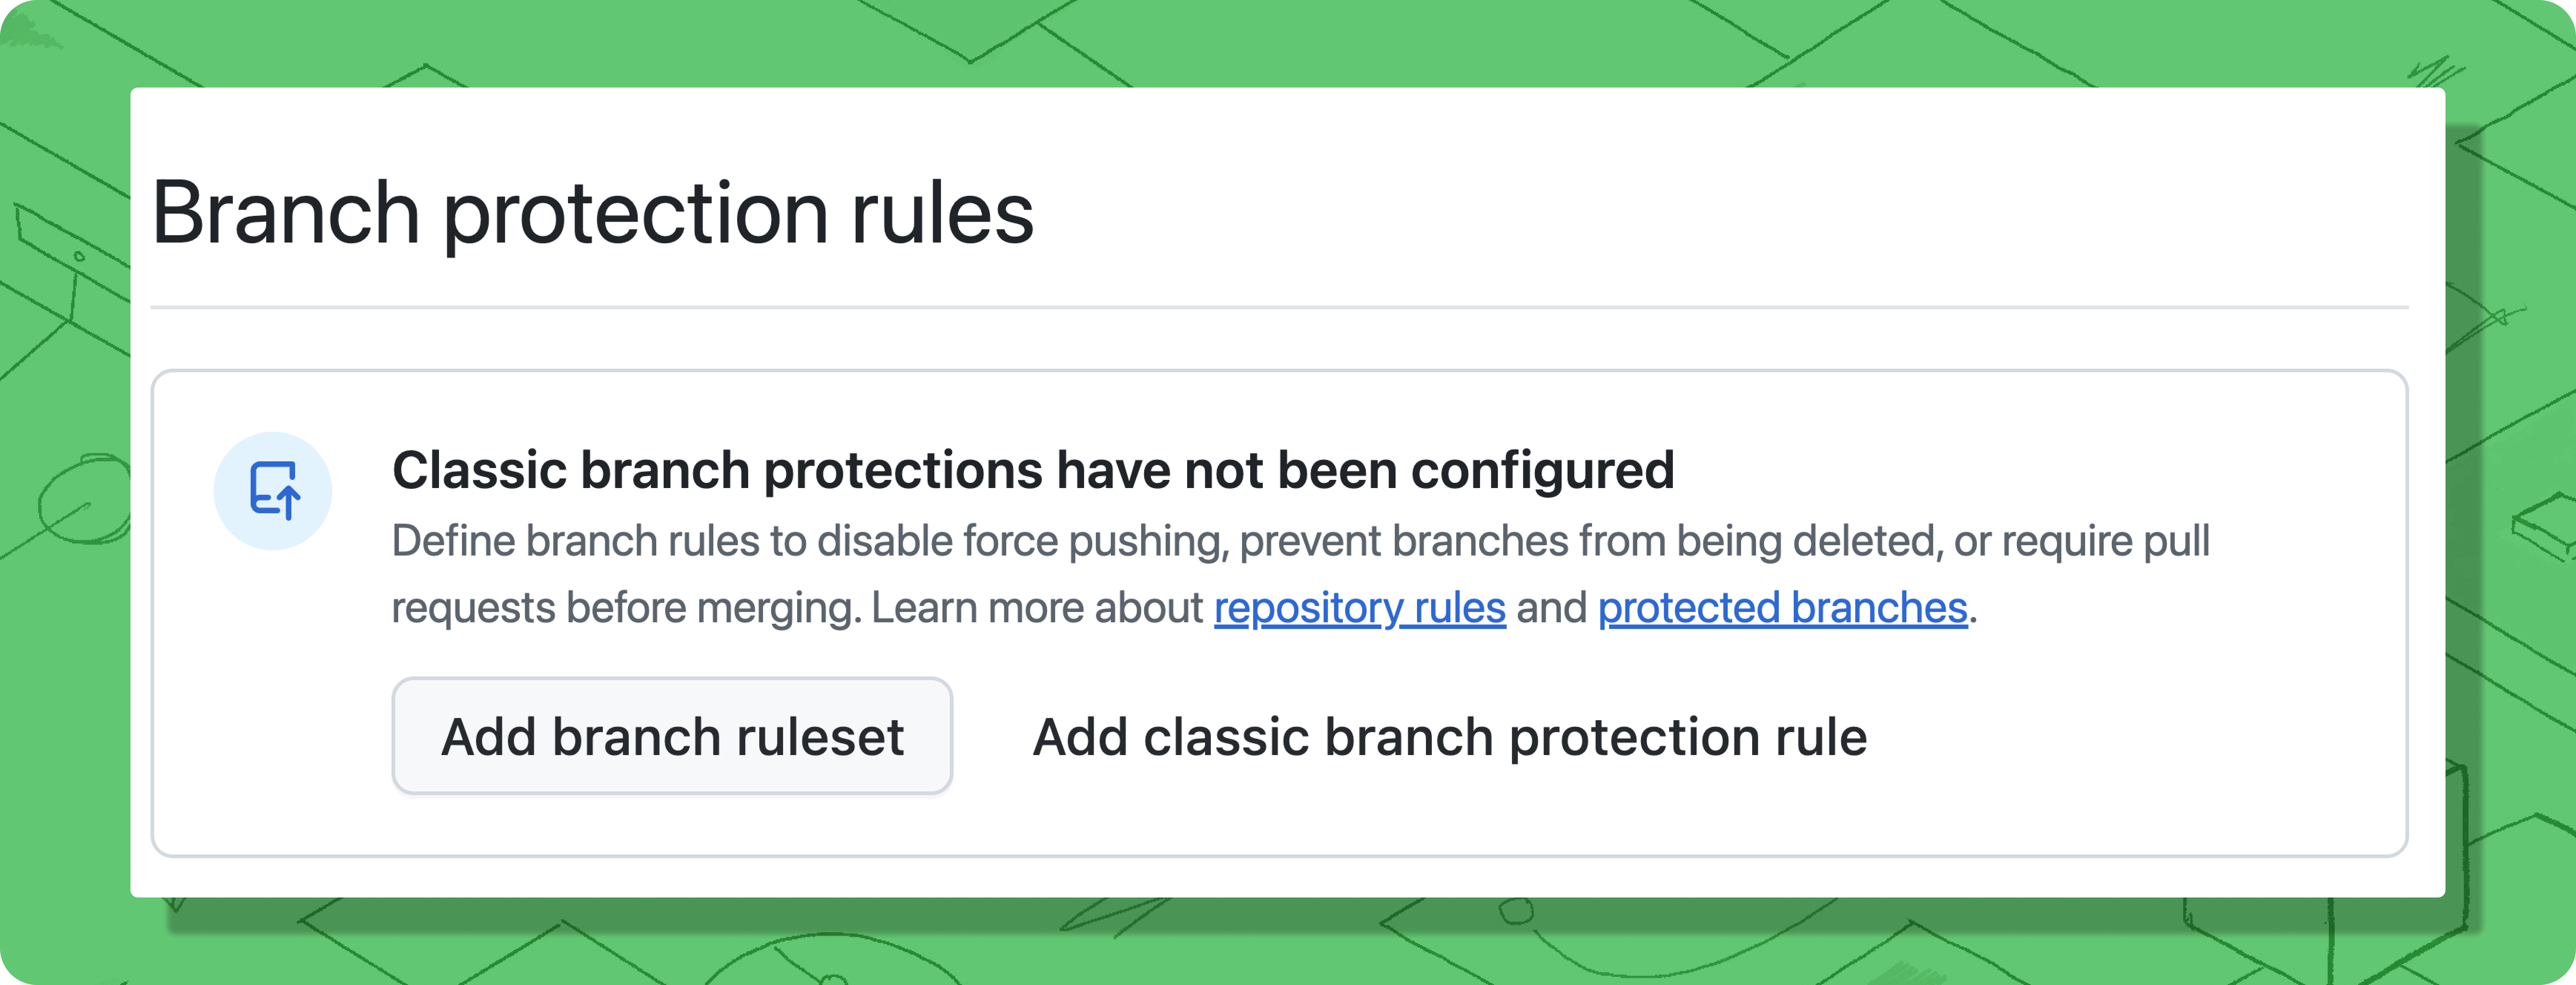 Branch protection rules
Classic branch protections have not been configured
Define branch rules to disable force pushing, prevent branches from being deleted, or require pull
requests before merging. Learn more about repository rules and protected branches.
Add branch ruleset
Add classic branch protection rule